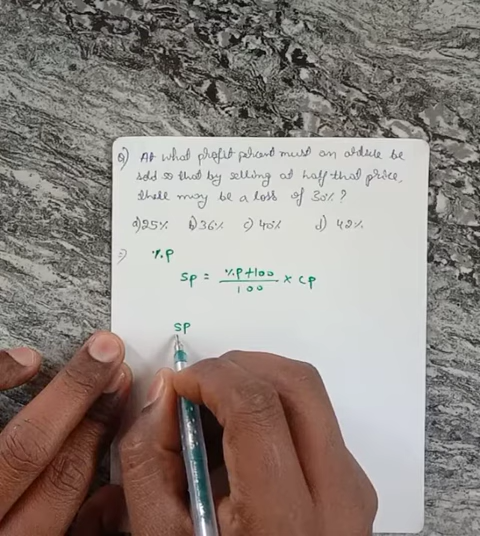 Q) At what profit percent must an article be
sold so that by selling at half that price,
there may be a loss of 30%?
a) 25% b) 36% c) 40% d) 42%
%P
SP = %P+100 / 100 × CP
SP